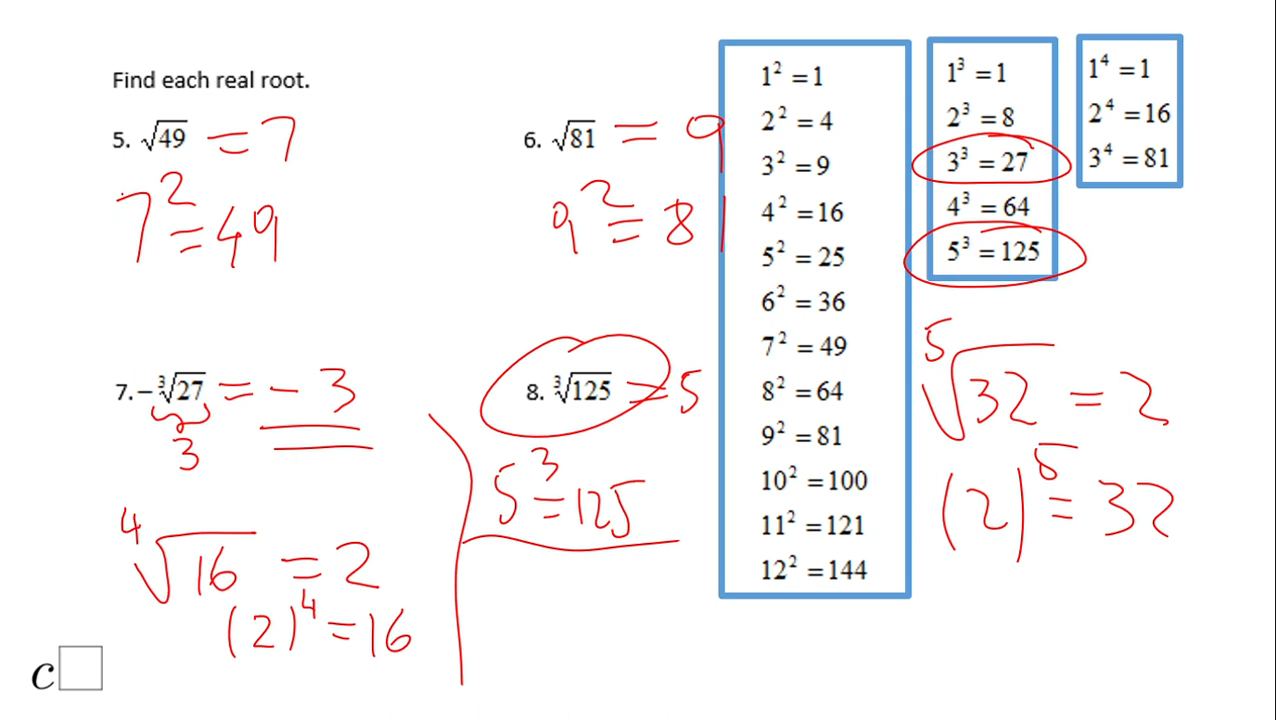 Find each real root.
5. √49 = 7
7² = 49
6. √81 = 9
9² = 81
7. −∛27 = − 3
3
8. ∛125 = 5
5³ = 125
⁴√16 = 2
(2)⁴ = 16
1² = 1
2² = 4
3² = 9
4² = 16
5² = 25
6² = 36
7² = 49
8² = 64
9² = 81
10² = 100
11² = 121
12² = 144
1³ = 1
2³ = 8
3³ = 27
4³ = 64
5³ = 125
1⁴ = 1
2⁴ = 16
3⁴ = 81
⁵√32 = 2
(2)⁵ = 32
c